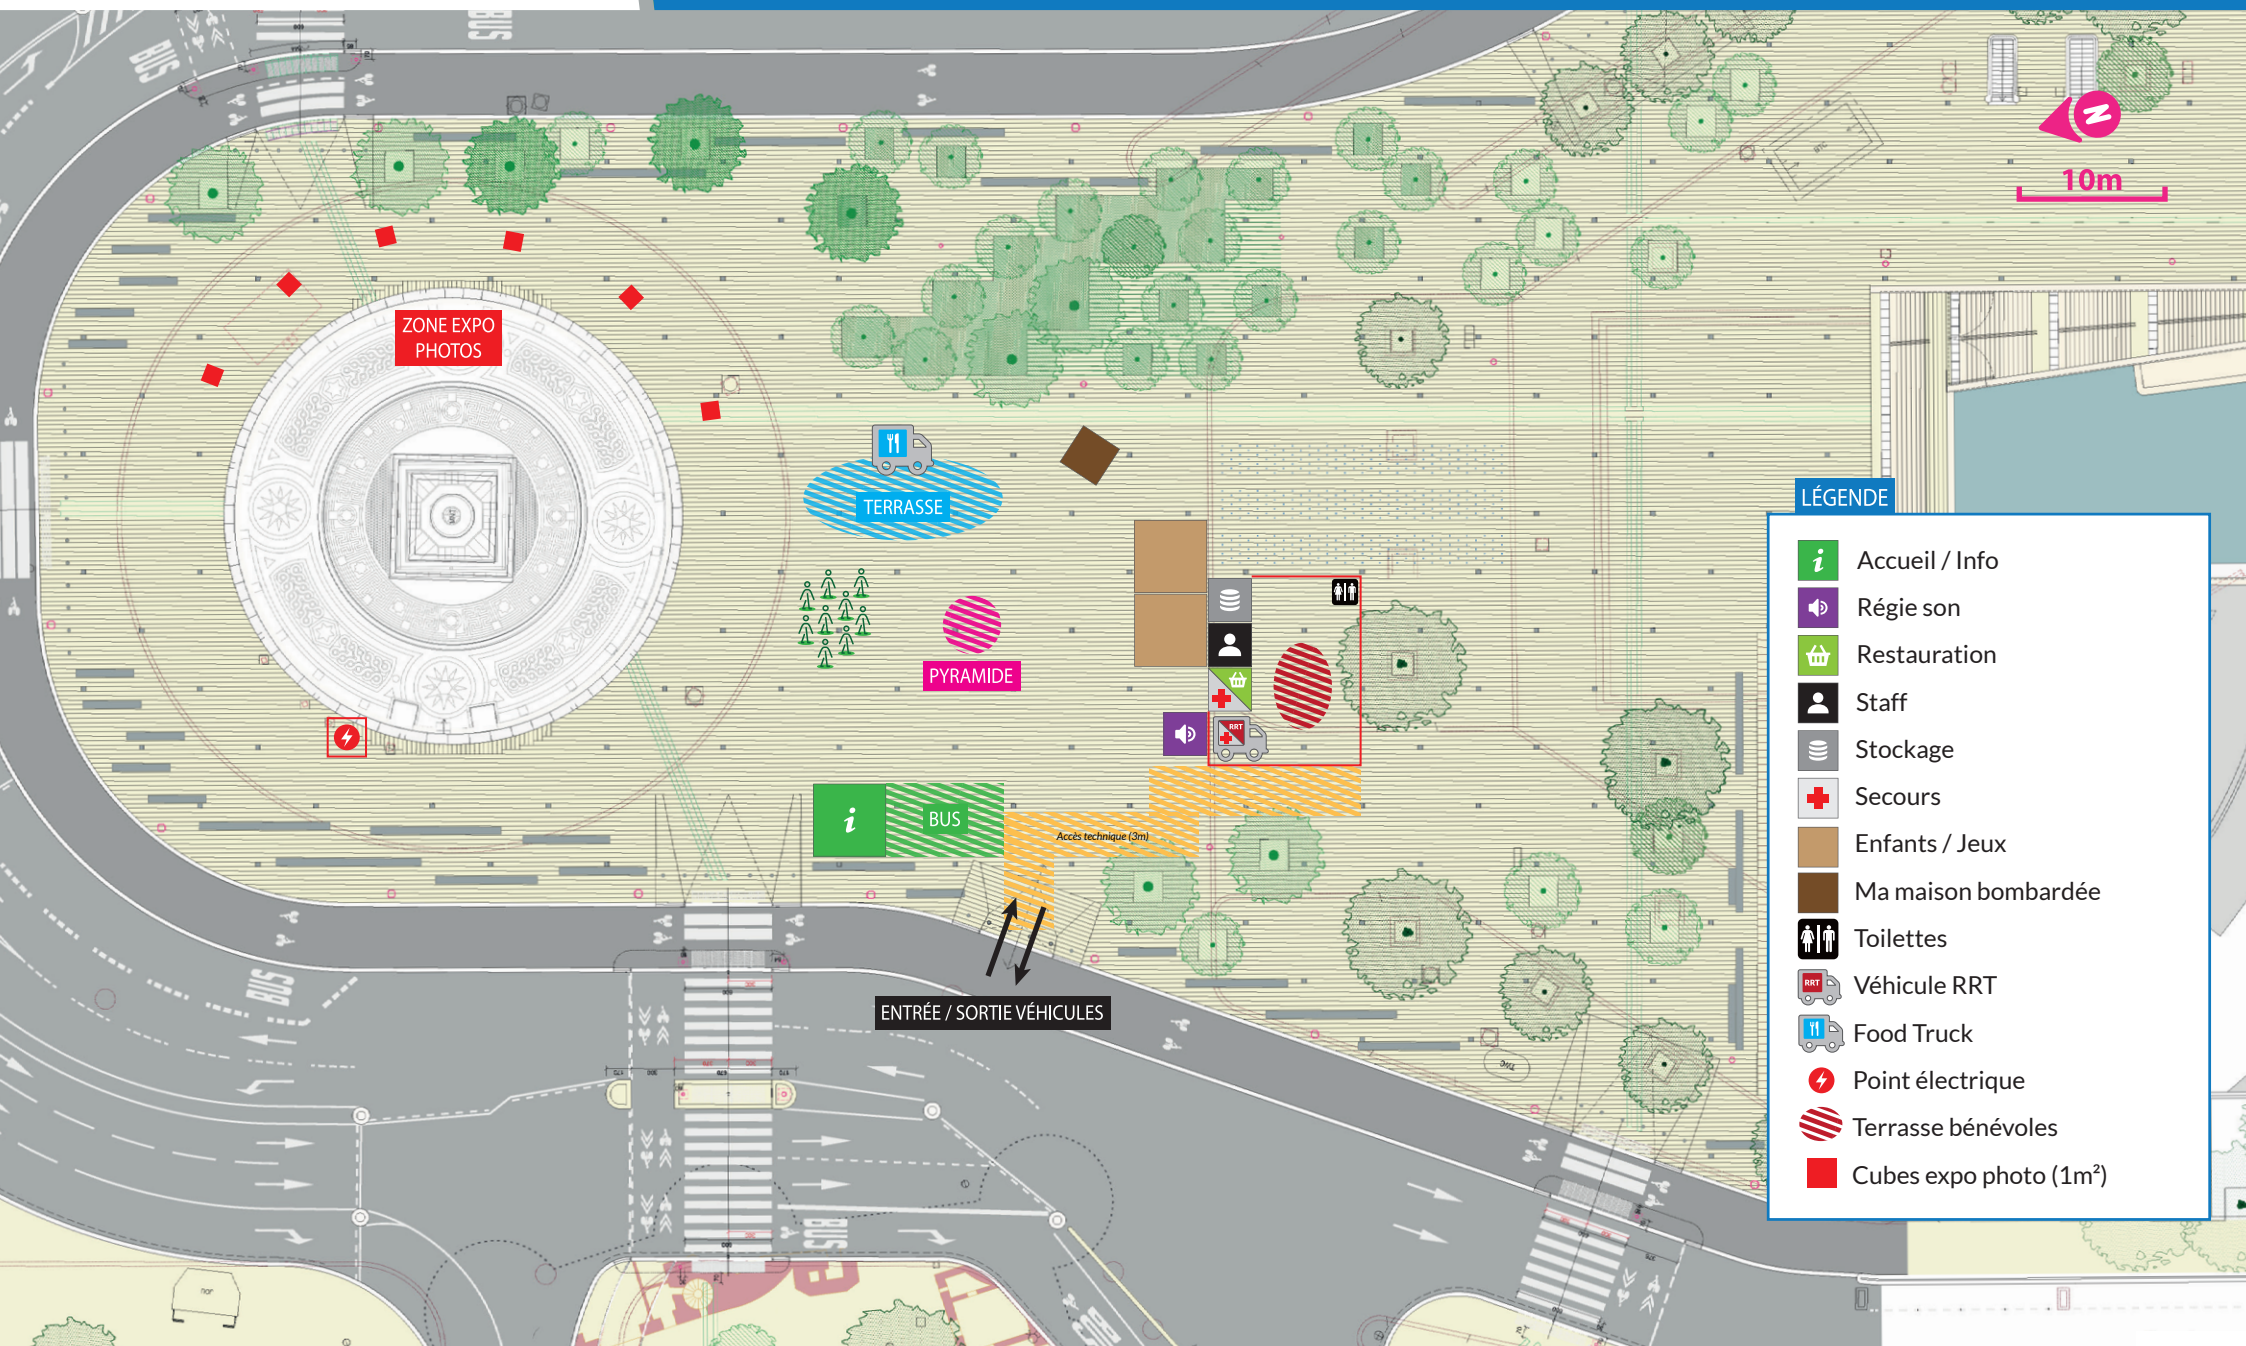 BUS
BUS
N
10m
ZONE EXPO
PHOTOS
TERRASSE
PYRAMIDE
RRT
i
BUS
Accès technique (3m)
ENTRÉE / SORTIE VÉHICULES
BUS
BUS
LÉGENDE
i Accueil / Info
Régie son
Restauration
Staff
Stockage
Secours
Enfants / Jeux
Ma maison bombardée
Toilettes
RRT Véhicule RRT
Food Truck
Point électrique
Terrasse bénévoles
Cubes expo photo (1m²)